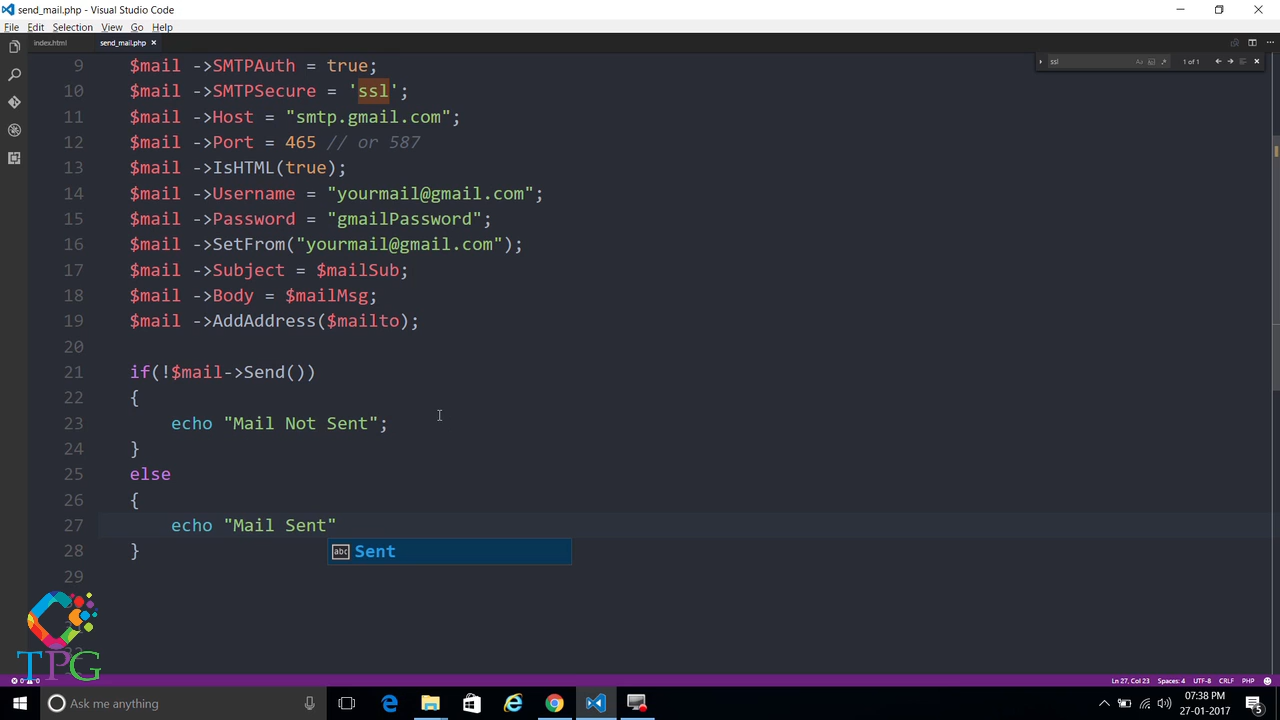 send_mail.php - Visual Studio Code
File Edit Selection View Go Help
index.html send_mail.php
ssl 1 of 1
9 $mail ->SMTPAuth = true;
10 $mail ->SMTPSecure = 'ssl';
11 $mail ->Host = "smtp.gmail.com";
12 $mail ->Port = 465 // or 587
13 $mail ->IsHTML(true);
14 $mail ->Username = "yourmail@gmail.com";
15 $mail ->Password = "gmailPassword";
16 $mail ->SetFrom("yourmail@gmail.com");
17 $mail ->Subject = $mailSub;
18 $mail ->Body = $mailMsg;
19 $mail ->AddAddress($mailto);
20
21 if(!$mail->Send())
22 {
23 echo "Mail Not Sent";
24 }
25 else
26 {
27 echo "Mail Sent"
abc Sent
28 }
29
TPG
Ln 27, Col 23 Spaces: 4 UTF-8 CRLF PHP
Ask me anything
07:38 PM
27-01-2017
5